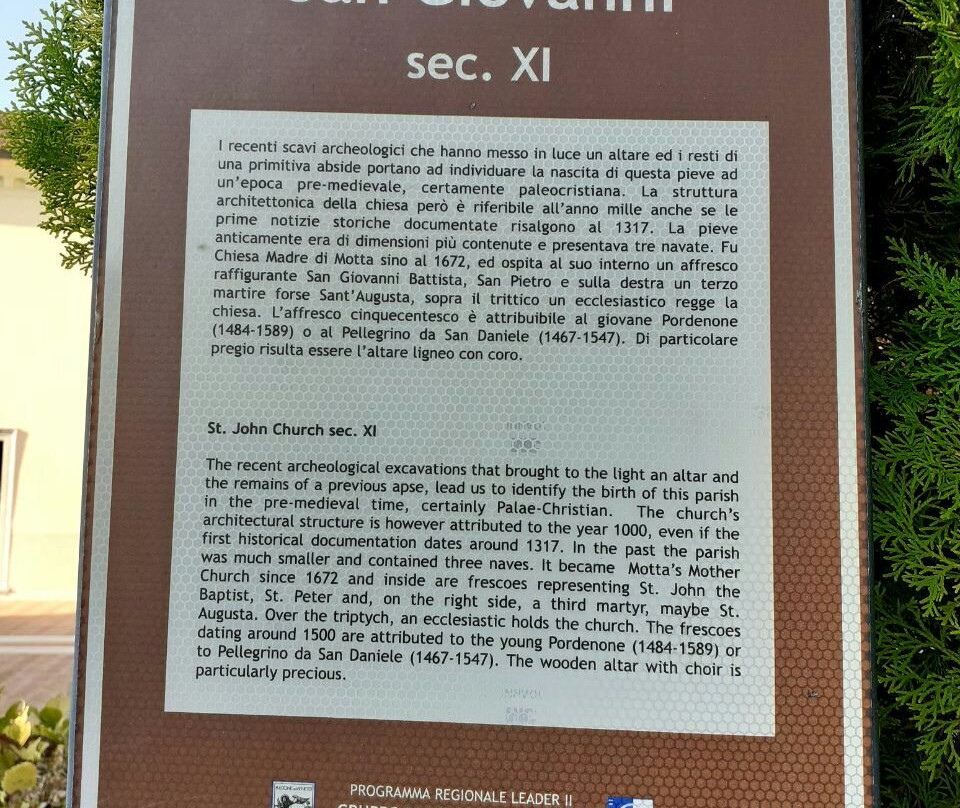 San Giovanni
sec. XI
I recenti scavi archeologici che hanno messo in luce un altare ed i resti di
una primitiva abside portano ad individuare la nascita di questa pieve ad
un'epoca pre-medievale, certamente paleocristiana. La struttura
architettonica della chiesa però è riferibile all'anno mille anche se le
prime notizie storiche documentate risalgono al 1317. La pieve
anticamente era di dimensioni più contenute e presentava tre navate. Fu
Chiesa Madre di Motta sino al 1672, ed ospita al suo interno un affresco
raffigurante San Giovanni Battista, San Pietro e sulla destra un terzo
martire forse Sant'Augusta, sopra il trittico un ecclesiastico regge la
chiesa. L'affresco cinquecentesco è attribuibile al giovane Pordenone
(1484-1589) o al Pellegrino da San Daniele (1467-1547). Di particolare
pregio risulta essere l'altare ligneo con coro.
St. John Church sec. XI
The recent archeological excavations that brought to the light an altar and
the remains of a previous apse, lead us to identify the birth of this parish
in the pre-medieval time, certainly Palae-Christian. The church's
architectural structure is however attributed to the year 1000, even if the
first historical documentation dates around 1317. In the past the parish
was much smaller and contained three naves. It became Motta's Mother
Church since 1672 and inside are frescoes representing St. John the
Baptist, St. Peter and, on the right side, a third martyr, maybe St.
Augusta. Over the triptych, an ecclesiastic holds the church. The frescoes
dating around 1500 are attributed to the young Pordenone (1484-1589) or
to Pellegrino da San Daniele (1467-1547). The wooden altar with choir is
particularly precious.
PROGRAMMA REGIONALE LEADER II